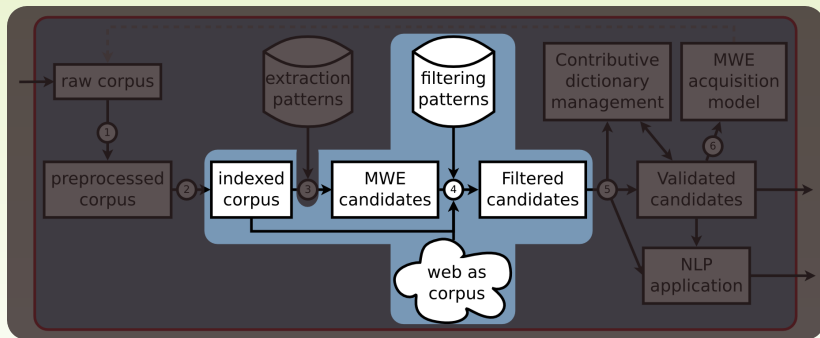 raw corpus
1
preprocessed
corpus
2
indexed
corpus
extraction
patterns
3
MWE
candidates
filtering
patterns
4
web as
corpus
Filtered
candidates
5
Contributive
dictionary
management
MWE
acquisition
model
6
Validated
candidates
NLP
application